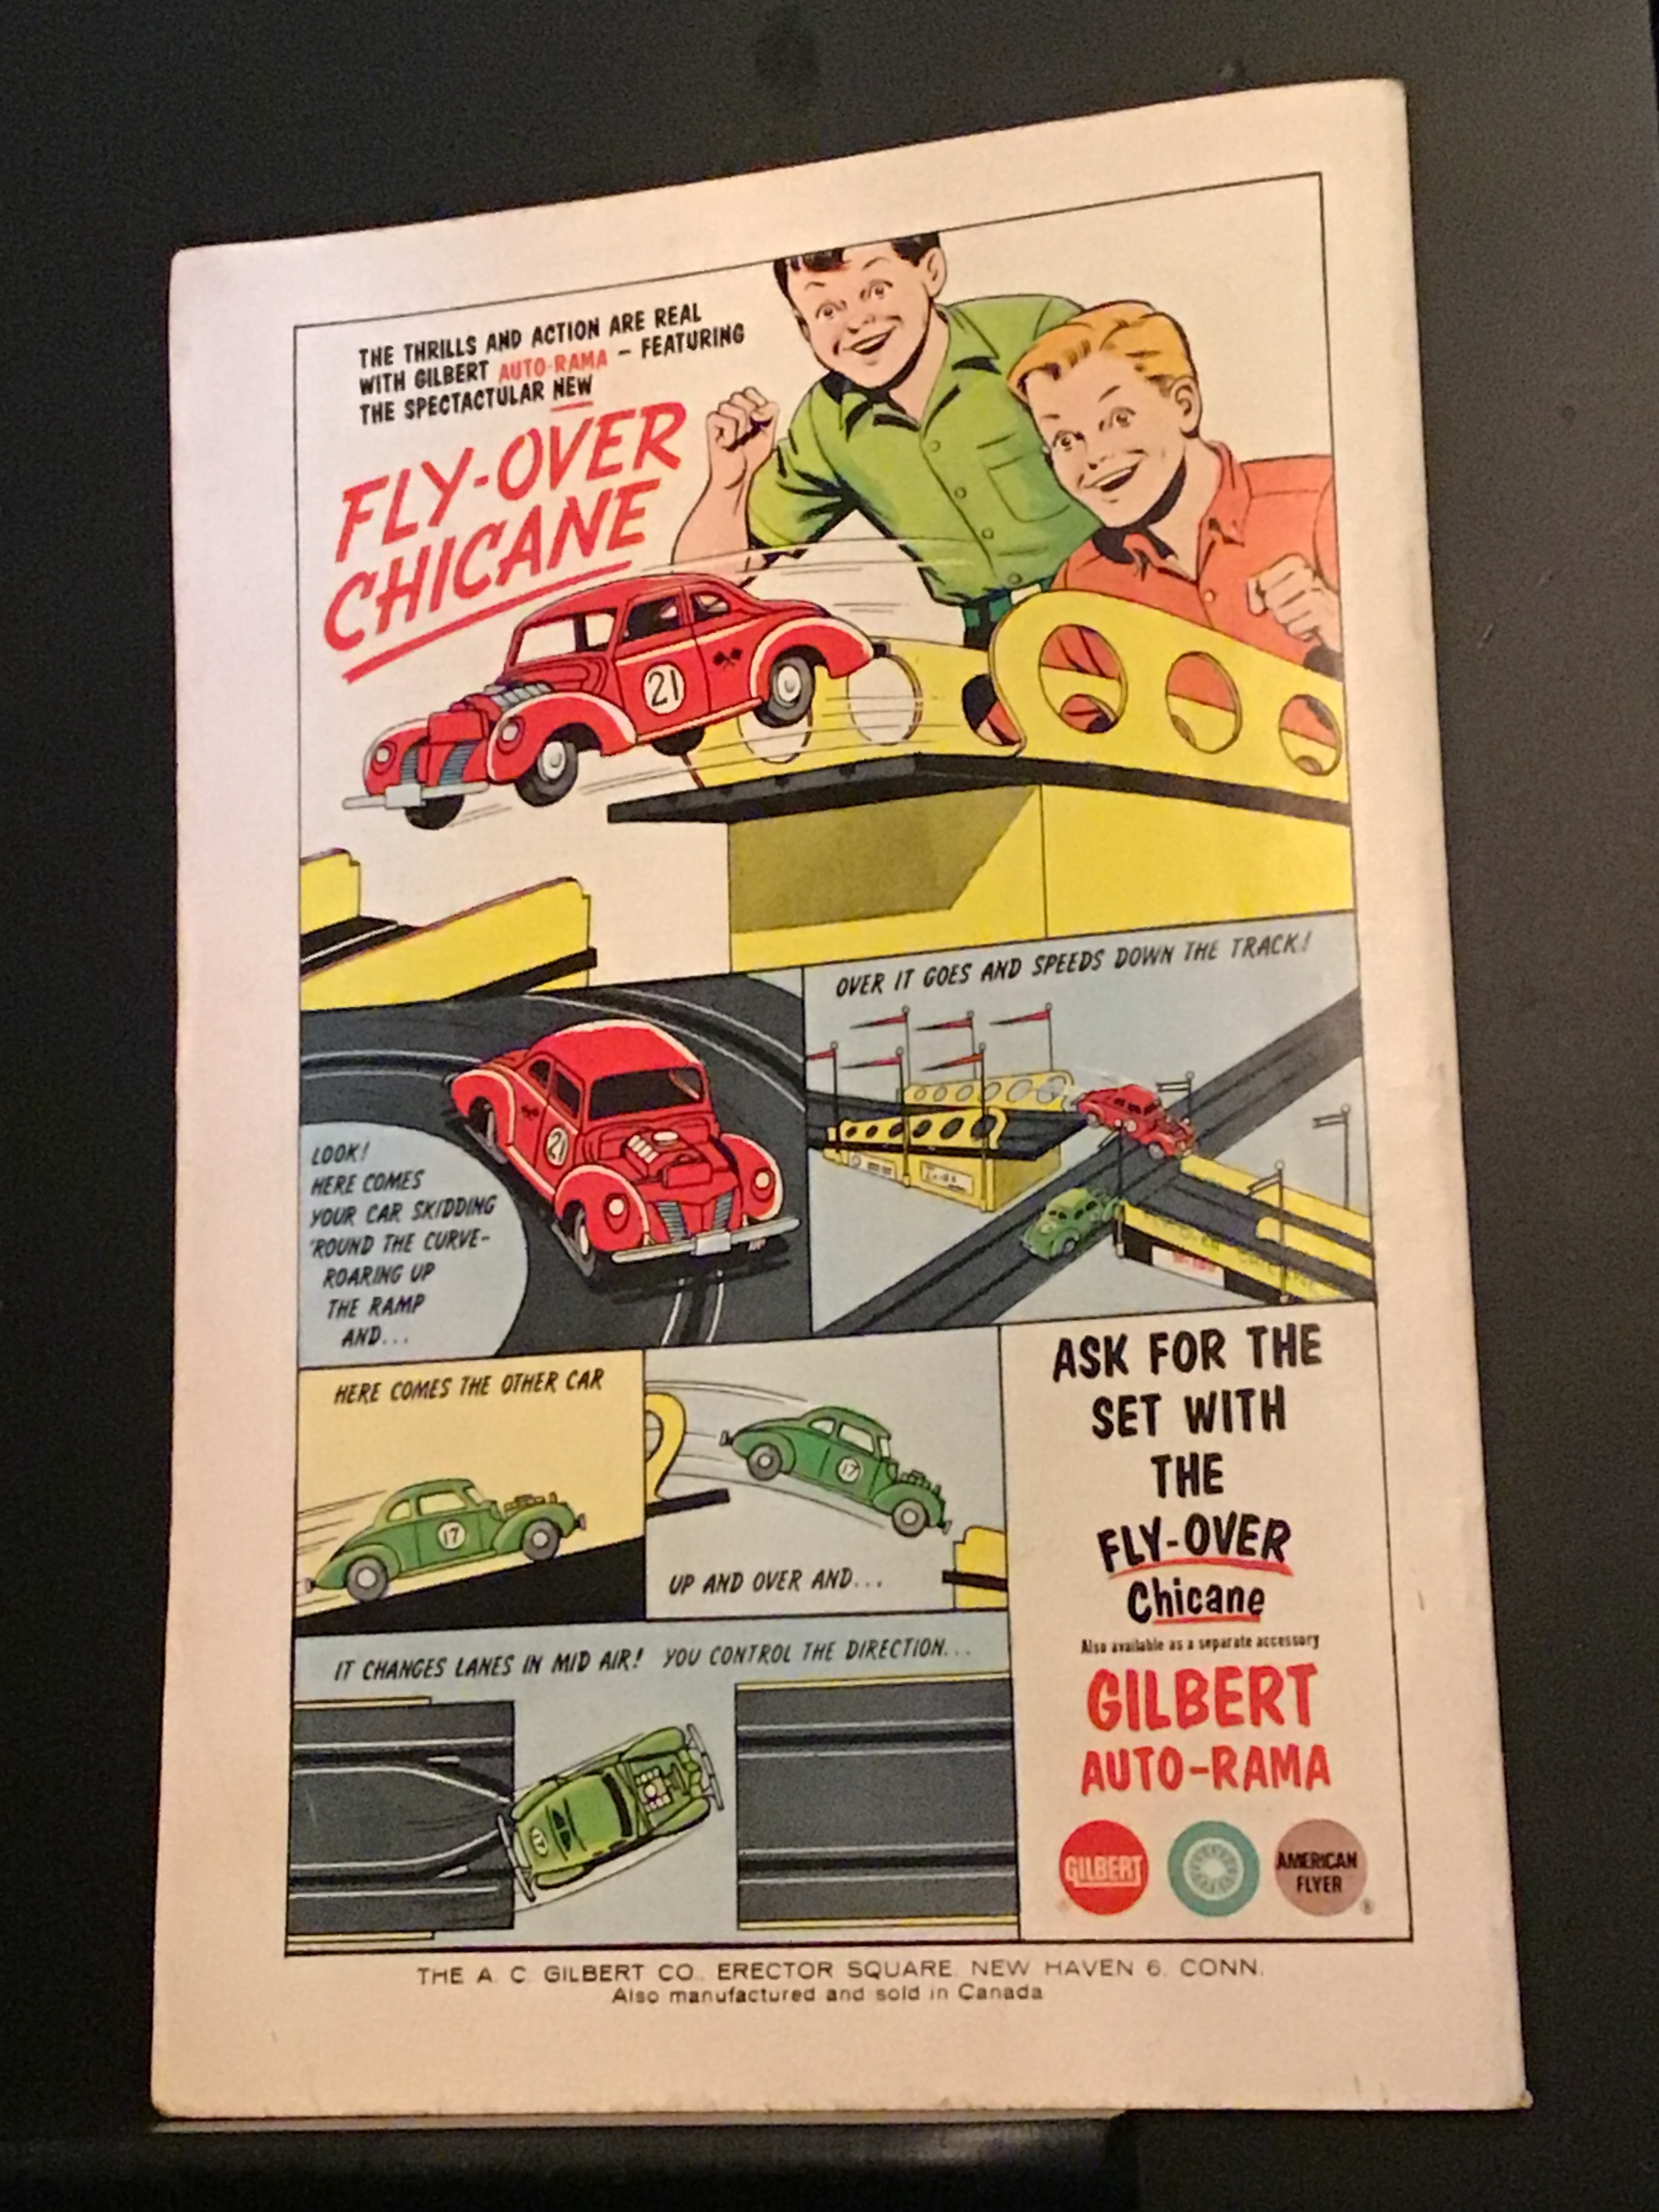 THE THRILLS AND ACTION ARE REAL
WITH GILBERT AUTO-RAMA – FEATURING
THE SPECTACTULAR NEW
FLY-OVER
CHICANE
21
OVER IT GOES AND SPEEDS DOWN THE TRACK!
21
LOOK!
HERE COMES
YOUR CAR SKIDDING
'ROUND THE CURVE–
ROARING UP
THE RAMP
AND...
HERE COMES THE OTHER CAR
17
17
UP AND OVER AND...
IT CHANGES LANES IN MID AIR! YOU CONTROL THE DIRECTION...
17
ASK FOR THE
SET WITH
THE
FLY-OVER
Chicane
Also available as a separate accessory
GILBERT
AUTO-RAMA
GILBERT
AMERICAN
FLYER
®
THE A. C. GILBERT CO., ERECTOR SQUARE, NEW HAVEN 6, CONN.
Also manufactured and sold in Canada